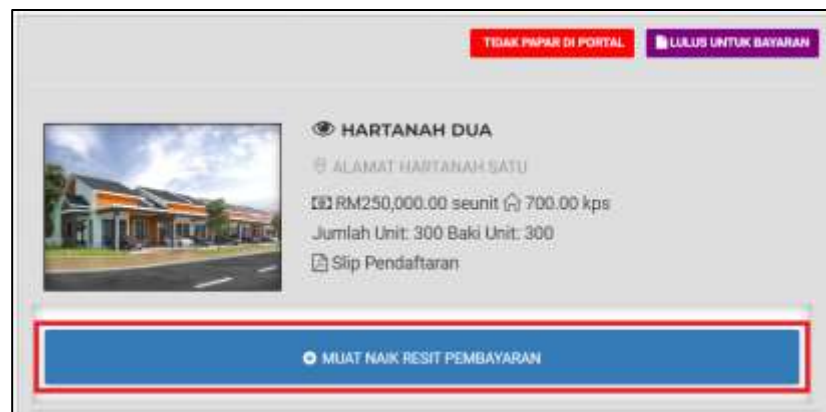 TIDAK PAPAR DI PORTAL
LULUS UNTUK BAYARAN
HARTANAH DUA
ALAMAT HARTANAH SATU
RM250,000.00 seunit 700.00 kps
Jumlah Unit: 300 Baki Unit: 300
Slip Pendaftaran
MUAT NAIK RESIT PEMBAYARAN